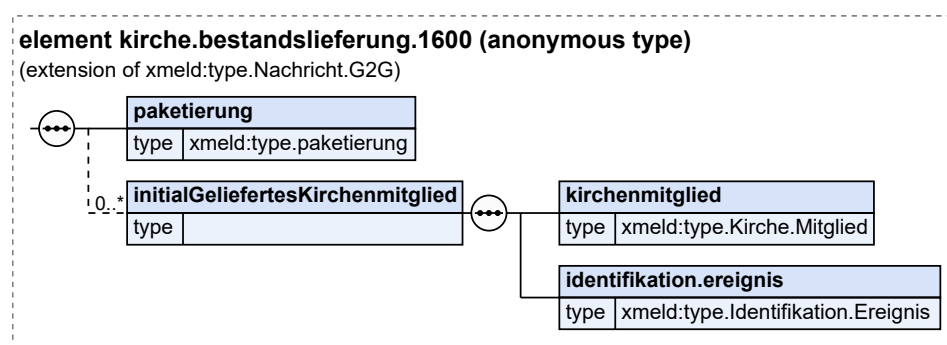 element kirche.bestandslieferung.1600 (anonymous type)
(extension of xmeld:type.Nachricht.G2G)
paketierung
type xmeld:type.paketierung
0..* initialGeliefertesKirchenmitglied
type
kirchenmitglied
type xmeld:type.Kirche.Mitglied
identifikation.ereignis
type xmeld:type.Identifikation.Ereignis